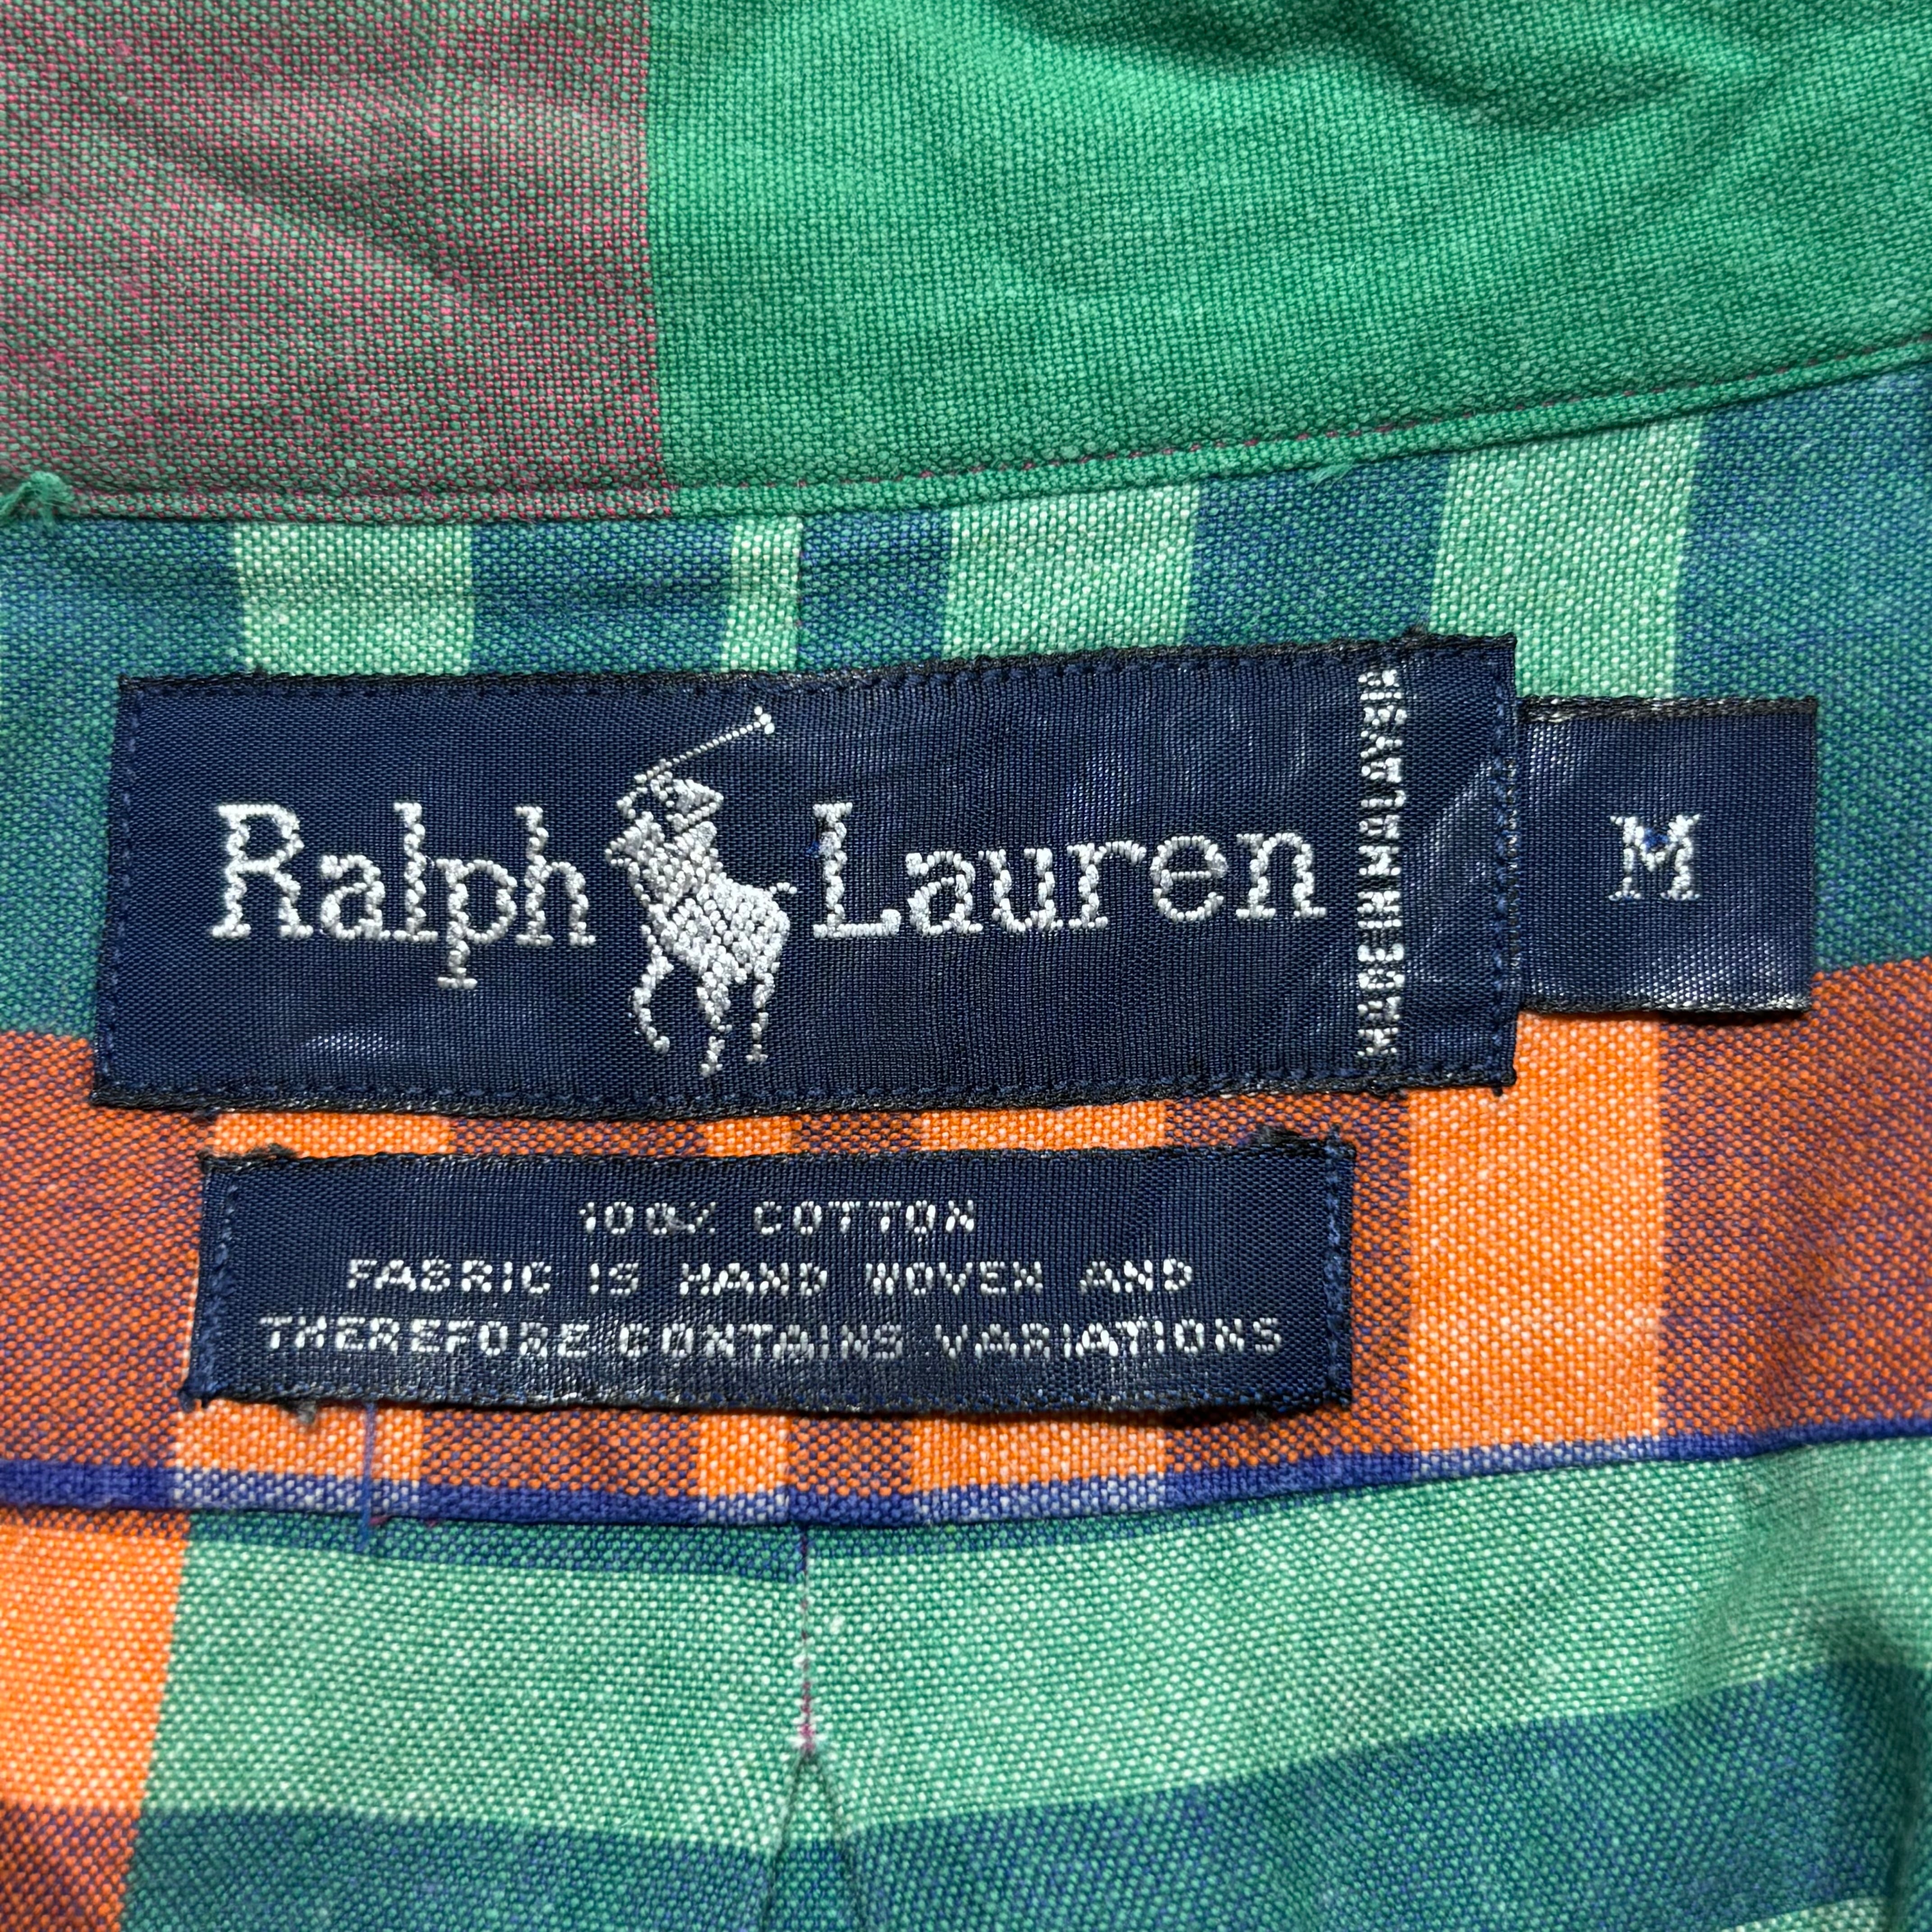 Ralph Lauren
MADE IN MALAYSIA
M
100% COTTON
FABRIC IS HAND WOVEN AND
THEREFORE CONTAINS VARIATIONS